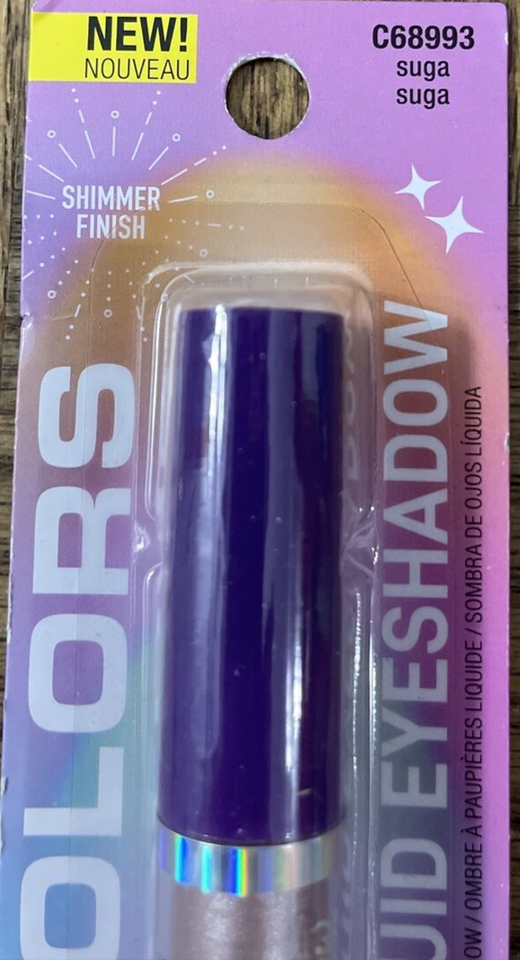 NEW!
NOUVEAU
C68993
suga
suga
SHIMMER
FINISH
OLORS
UID EYESHADOW
OW / OMBRE À PAUPIÈRES LIQUIDE / SOMBRA DE OJOS LÍQUIDA